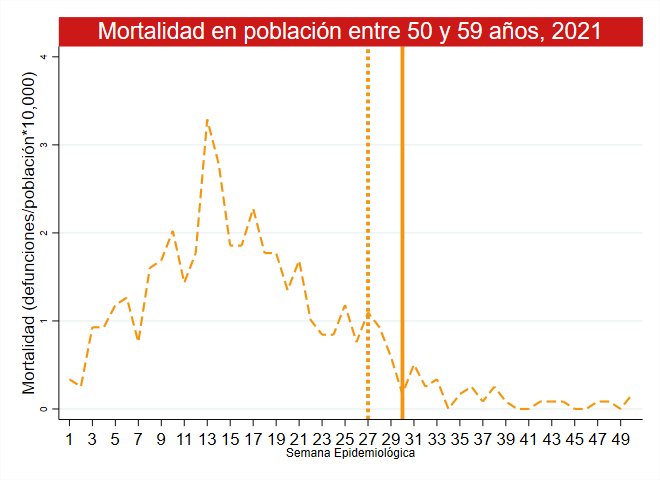 Mortalidad en población entre 50 y 59 años, 2021
Mortalidad (defunciones/población*10,000)
4
3
2
1
0
1 3 5 7 9 11 13 15 17 19 21 23 25 27 29 31 33 35 37 39 41 43 45 47 49
Semana Epidemiológica